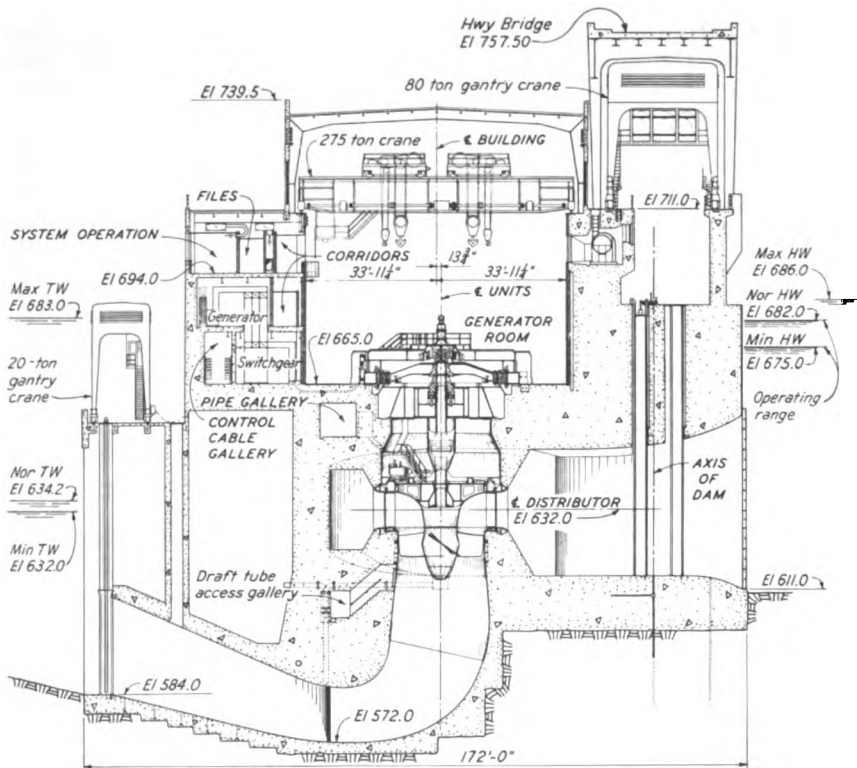 Hwy Bridge
El 757.50
80 ton gantry crane
El 739.5
℄ BUILDING
275 ton crane
FILES
El 711.0
SYSTEM OPERATION
CORRIDORS
El 694.0
13¾"
33'-11¼"
33'-11¼"
℄ UNITS
Max HW
El 686.0
Nor HW
El 682.0
Min HW
El 675.0
Operating
range
Max TW
El 683.0
Generator
GENERATOR
ROOM
El 665.0
Switchgear
20-ton
gantry
crane
PIPE GALLERY
CONTROL
CABLE
GALLERY
AXIS
OF
DAM
Nor TW
El 634.2
℄ DISTRIBUTOR
El 632.0
Min TW
El 632.0
Draft tube
access gallery
El 611.0
El 584.0
El 572.0
172'-0"